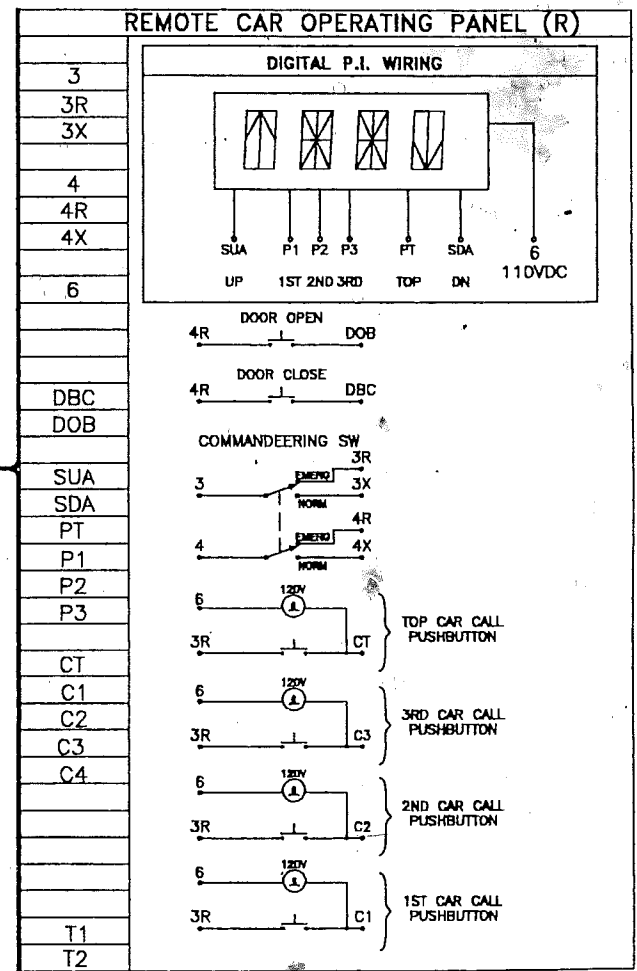 REMOTE CAR OPERATING PANEL (R)
3
3R
3X
4
4R
4X
6
DBC
DOB
SUA
SDA
PT
P1
P2
P3
CT
C1
C2
C3
C4
T1
T2
DIGITAL P.I. WIRING
SUA P1 P2 P3 PT SDA 6
UP 1ST 2ND 3RD TOP DN 110VDC
DOOR OPEN
4R DOB
DOOR CLOSE
4R DBC
COMMANDEERING SW
3R
EMERG
3 3X
NORM
4R
EMERG
4 4X
NORM
6 120V
3R CT
TOP CAR CALL
PUSHBUTTON
6 120V
3R C3
3RD CAR CALL
PUSHBUTTON
6 120V
3R C2
2ND CAR CALL
PUSHBUTTON
6 120V
3R C1
1ST CAR CALL
PUSHBUTTON